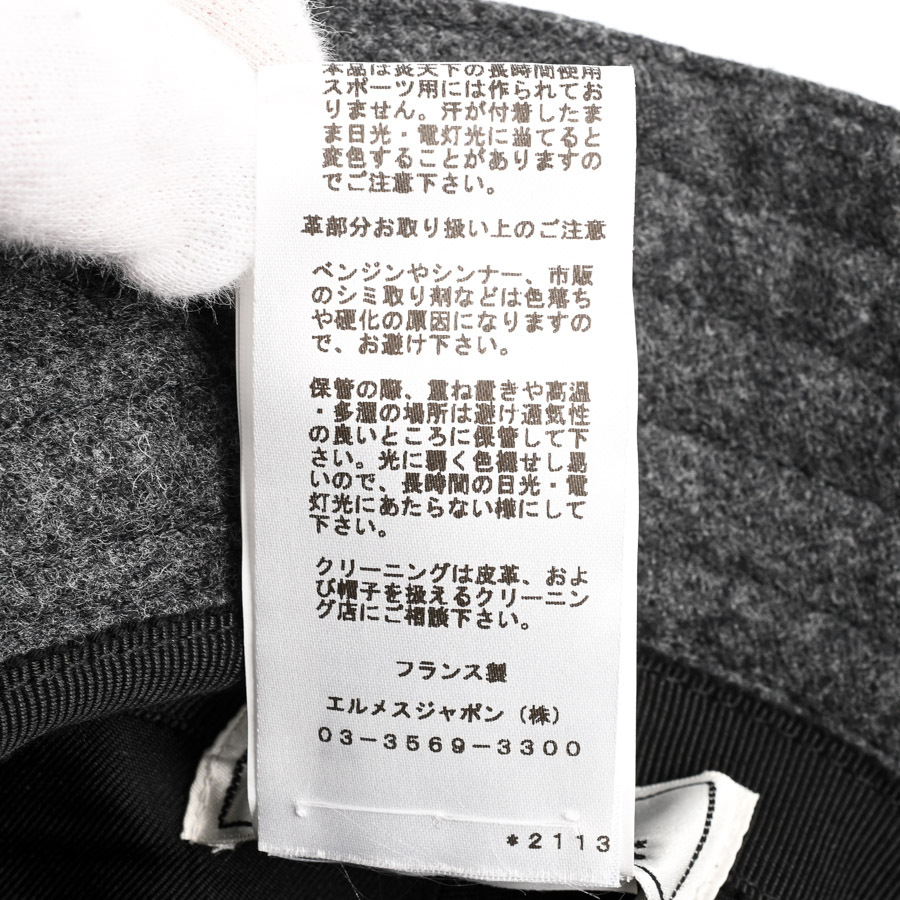 本品は炎天下の長時間使用
スポーツ用には作られてお
りません。汗が付着したま
ま日光・電灯光に当てると
変色することがありますの
でご注意下さい。
革部分お取り扱い上のご注意
ベンジンやシンナー、市販
のシミ取り剤などは色落ち
や硬化の原因になりますの
で、お避け下さい。
保管の際、重ね置きや高温
・多湿の場所は避け通気性
の良いところに保管して下
さい。光に弱く色褪せし易
いので、長時間の日光・電
灯光にあたらない様にして
下さい。
クリーニングは皮革、およ
び帽子を扱えるクリーニン
グ店にご相談下さい。
フランス製
エルメスジャポン（株）
03-3569-3300
*2113